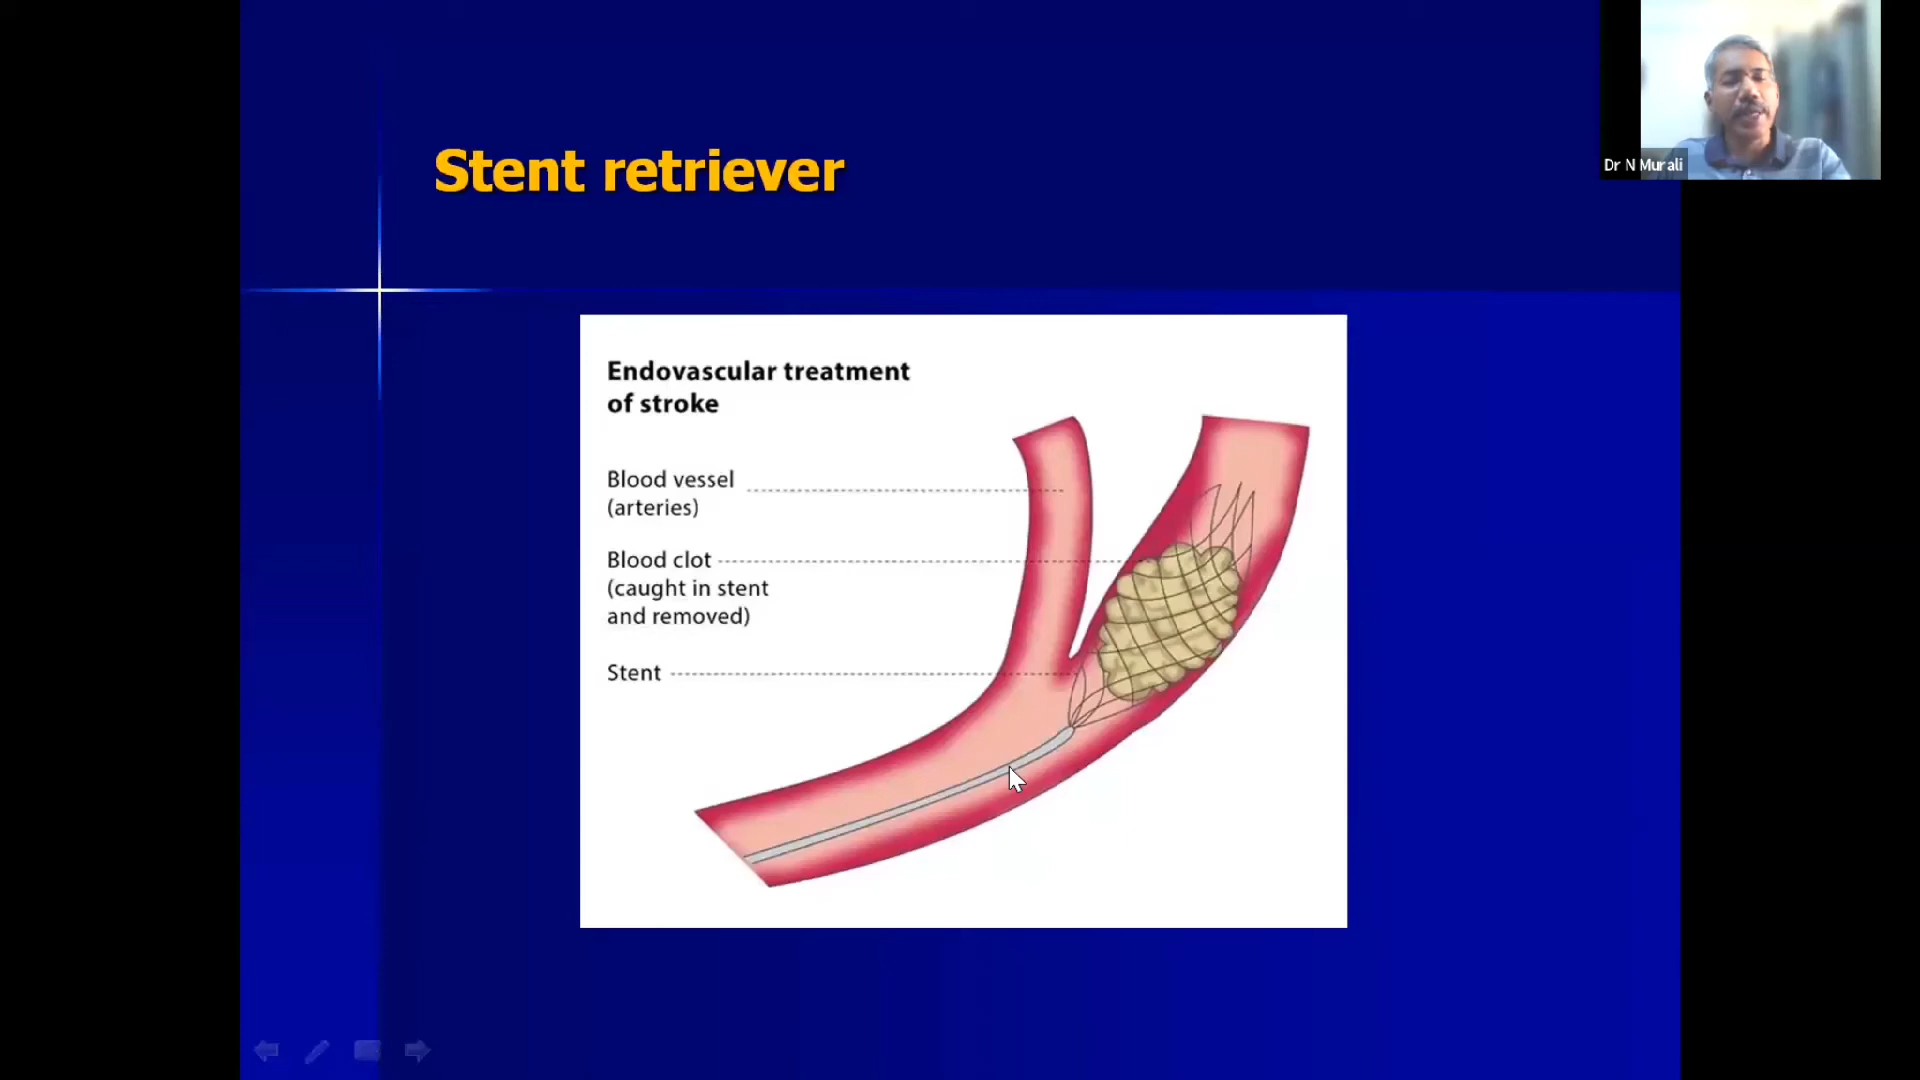 Stent retriever
Dr N Murali
Endovascular treatment
of stroke
Blood vessel
(arteries)
Blood clot
(caught in stent
and removed)
Stent